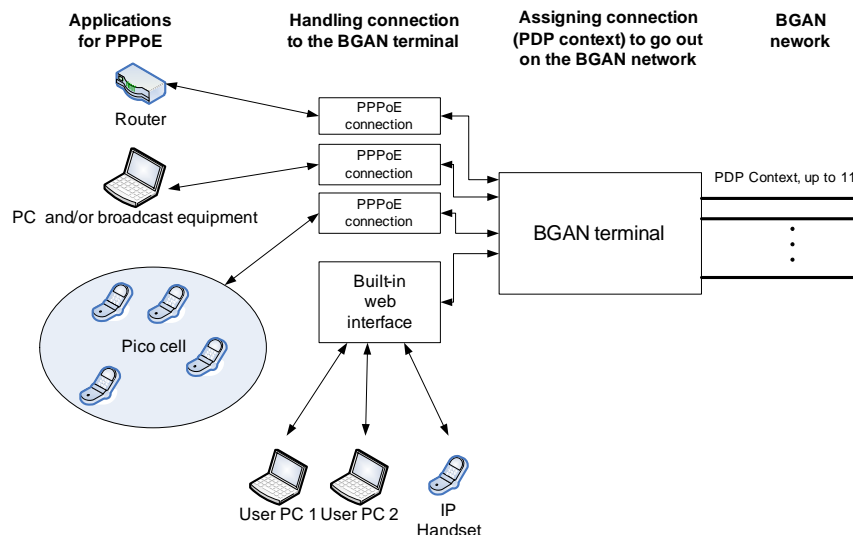 Applications
for PPPoE
Handling connection
to the BGAN terminal
Assigning connection
(PDP context) to go out
on the BGAN network
BGAN
nework
Router
PPPoE
connection
PPPoE
connection
PC and/or broadcast equipment
PPPoE
connection
BGAN terminal
PDP Context, up to 11
Built-in
web
interface
Pico cell
User PC 1
User PC 2
IP
Handset